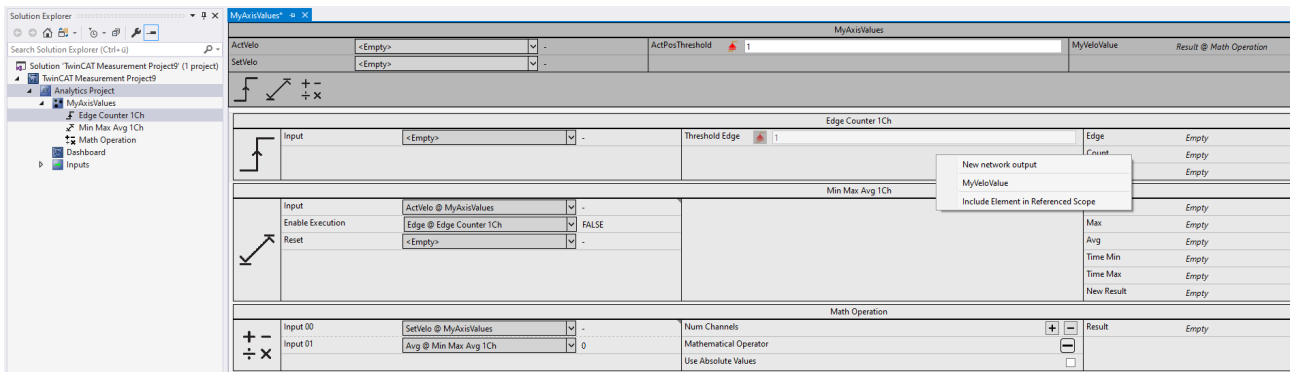 Solution Explorer
Search Solution Explorer (Ctrl+ü)
Solution 'TwinCAT Measurement Project9' (1 project)
TwinCAT Measurement Project9
Analytics Project
MyAxisValues
Edge Counter 1Ch
Min Max Avg 1Ch
Math Operation
Dashboard
Inputs
MyAxisValues*
MyAxisValues
ActVelo <Empty> - ActPosThreshold 1 MyVeloValue Result @ Math Operation
SetVelo <Empty> -
Edge Counter 1Ch
Input <Empty> - Threshold Edge 1 Edge Empty
Count Empty
Empty
New network output
MyVeloValue
Include Element in Referenced Scope
Min Max Avg 1Ch
Input ActVelo @ MyAxisValues - Empty
Enable Execution Edge @ Edge Counter 1Ch FALSE Max Empty
Reset <Empty> - Avg Empty
Time Min Empty
Time Max Empty
New Result Empty
Math Operation
Input 00 SetVelo @ MyAxisValues - Num Channels + - Result Empty
Input 01 Avg @ Min Max Avg 1Ch 0 Mathematical Operator -
Use Absolute Values